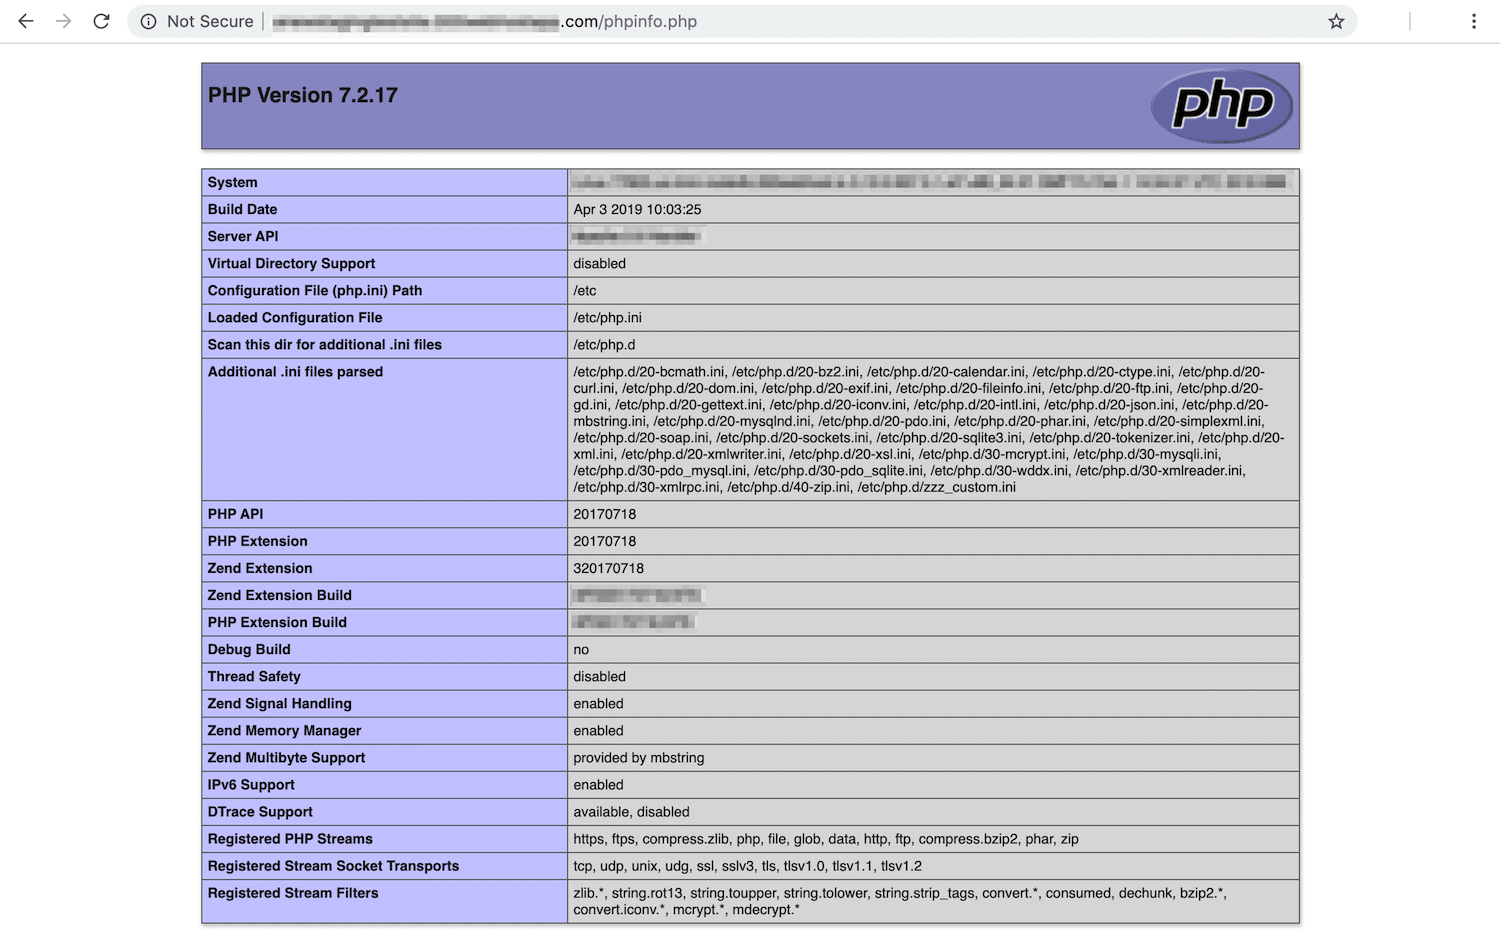 Not Secure .com/phpinfo.php
PHP Version 7.2.17
php
System
Build Date Apr 3 2019 10:03:25
Server API
Virtual Directory Support disabled
Configuration File (php.ini) Path /etc
Loaded Configuration File /etc/php.ini
Scan this dir for additional .ini files /etc/php.d
Additional .ini files parsed /etc/php.d/20-bcmath.ini, /etc/php.d/20-bz2.ini, /etc/php.d/20-calendar.ini, /etc/php.d/20-ctype.ini, /etc/php.d/20-
curl.ini, /etc/php.d/20-dom.ini, /etc/php.d/20-exif.ini, /etc/php.d/20-fileinfo.ini, /etc/php.d/20-ftp.ini, /etc/php.d/20-
gd.ini, /etc/php.d/20-gettext.ini, /etc/php.d/20-iconv.ini, /etc/php.d/20-intl.ini, /etc/php.d/20-json.ini, /etc/php.d/20-
mbstring.ini, /etc/php.d/20-mysqlnd.ini, /etc/php.d/20-pdo.ini, /etc/php.d/20-phar.ini, /etc/php.d/20-simplexml.ini,
/etc/php.d/20-soap.ini, /etc/php.d/20-sockets.ini, /etc/php.d/20-sqlite3.ini, /etc/php.d/20-tokenizer.ini, /etc/php.d/20-
xml.ini, /etc/php.d/20-xmlwriter.ini, /etc/php.d/20-xsl.ini, /etc/php.d/30-mcrypt.ini, /etc/php.d/30-mysqli.ini,
/etc/php.d/30-pdo_mysql.ini, /etc/php.d/30-pdo_sqlite.ini, /etc/php.d/30-wddx.ini, /etc/php.d/30-xmlreader.ini,
/etc/php.d/30-xmlrpc.ini, /etc/php.d/40-zip.ini, /etc/php.d/zzz_custom.ini
PHP API 20170718
PHP Extension 20170718
Zend Extension 320170718
Zend Extension Build
PHP Extension Build
Debug Build no
Thread Safety disabled
Zend Signal Handling enabled
Zend Memory Manager enabled
Zend Multibyte Support provided by mbstring
IPv6 Support enabled
DTrace Support available, disabled
Registered PHP Streams https, ftps, compress.zlib, php, file, glob, data, http, ftp, compress.bzip2, phar, zip
Registered Stream Socket Transports tcp, udp, unix, udg, ssl, sslv3, tls, tlsv1.0, tlsv1.1, tlsv1.2
Registered Stream Filters zlib.*, string.rot13, string.toupper, string.tolower, string.strip_tags, convert.*, consumed, dechunk, bzip2.*,
convert.iconv.*, mcrypt.*, mdecrypt.*